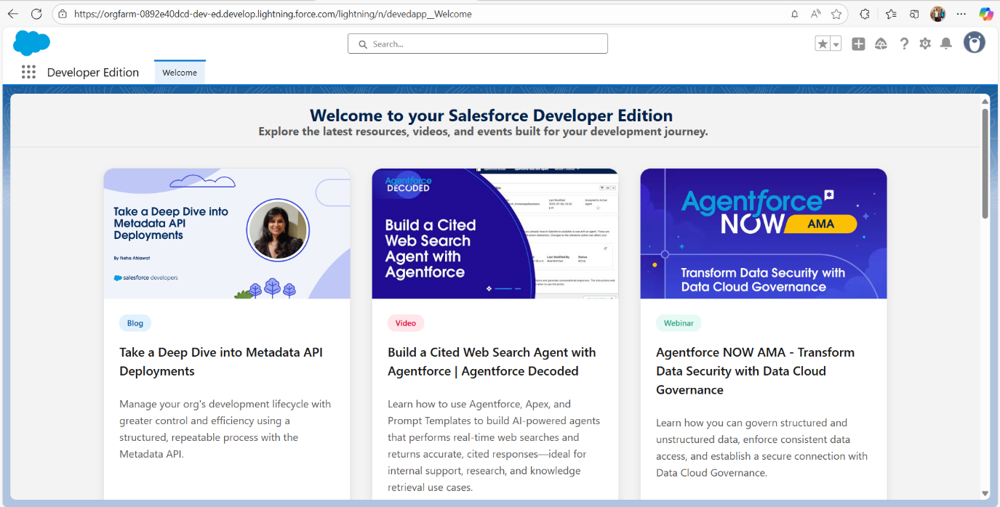 https://orgfarm-0892e40dcd-dev-ed.develop.lightning.force.com/lightning/n/devedapp__Welcome
Search...
Developer Edition
Welcome
Welcome to your Salesforce Developer Edition
Explore the latest resources, videos, and events built for your development journey.
Take a Deep Dive into
Metadata API
Deployments
By Neha Ahlawat
salesforce developers
Agentforce
DECODED
Build a Cited
Web Search
Agent with
Agentforce
Last Modified
Last Modified By
Status
Active
Agentforce
NOW AMA
Transform Data Security with
Data Cloud Governance
Blog
Take a Deep Dive into Metadata API
Deployments
Manage your org's development lifecycle with
greater control and efficiency using a
structured, repeatable process with the
Metadata API.
Video
Build a Cited Web Search Agent with
Agentforce | Agentforce Decoded
Learn how to use Agentforce, Apex, and
Prompt Templates to build AI-powered agents
that performs real-time web searches and
returns accurate, cited responses—ideal for
internal support, research, and knowledge
retrieval use cases.
Webinar
Agentforce NOW AMA - Transform
Data Security with Data Cloud
Governance
Learn how you can govern structured and
unstructured data, enforce consistent data
access, and establish a secure connection with
Data Cloud Governance.